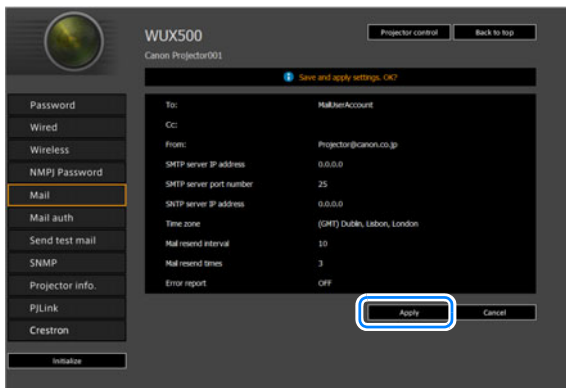 WUX500
Projector control
Back to top
Canon Projector001
Save and apply settings. OK?
Password
Wired
Wireless
NMPJ Password
Mail
Mail auth
Send test mail
SNMP
Projector info.
PJLink
Crestron
Initialize
To: MailUserAccount
Cc:
From: Projector@canon.co.jp
SMTP server IP address 0.0.0.0
SMTP server port number 25
SNTP server IP address 0.0.0.0
Time zone (GMT) Dublin, Lisbon, London
Mail resend interval 10
Mail resend times 3
Error report OFF
Apply
Cancel